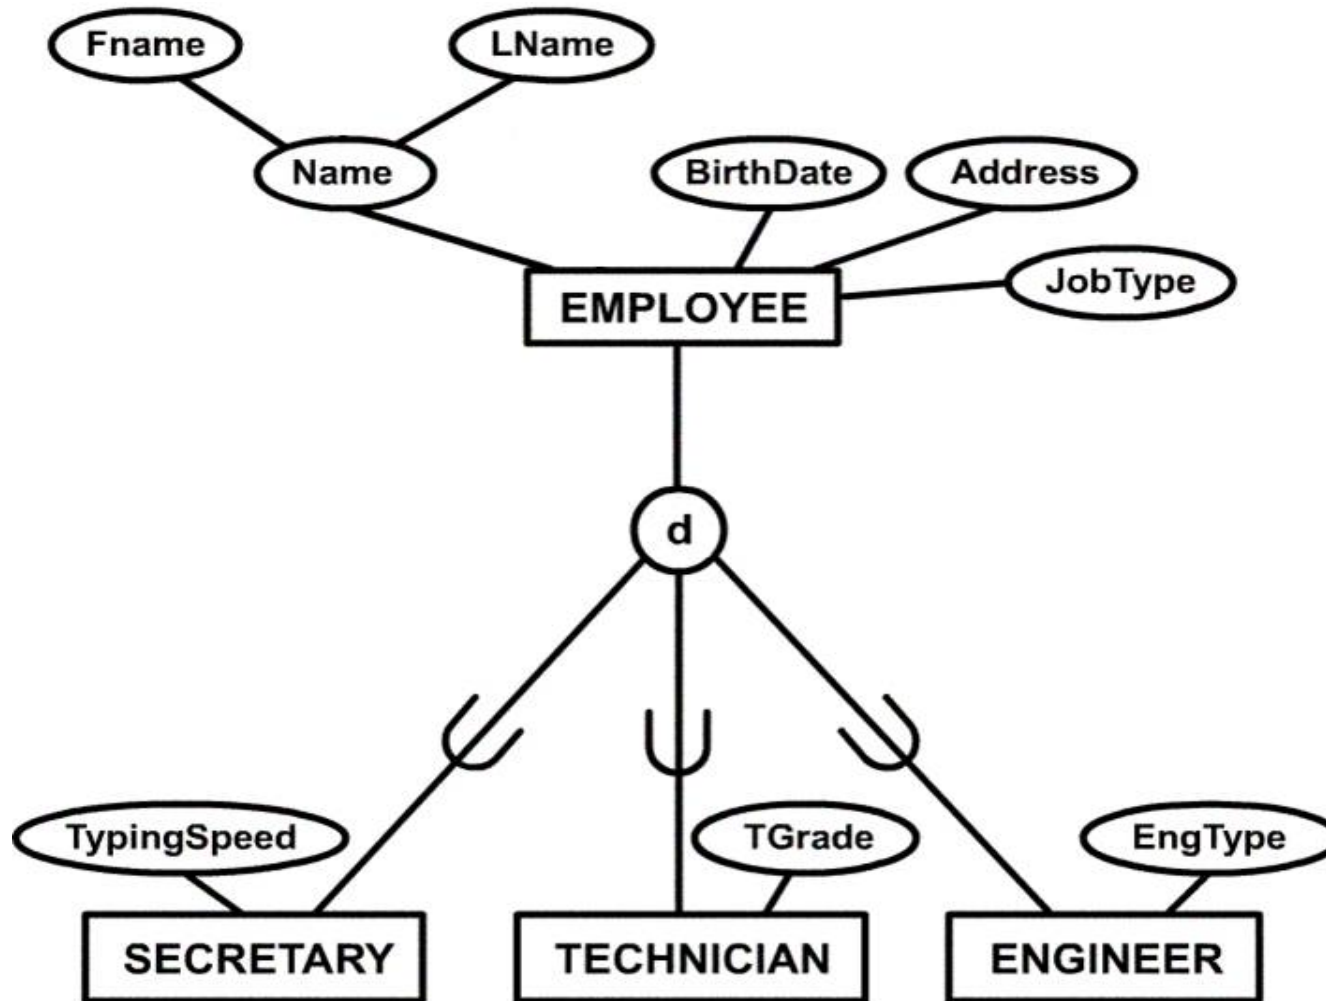 Fname
LName
Name
BirthDate
Address
JobType
EMPLOYEE
d
TypingSpeed
TGrade
EngType
SECRETARY
TECHNICIAN
ENGINEER